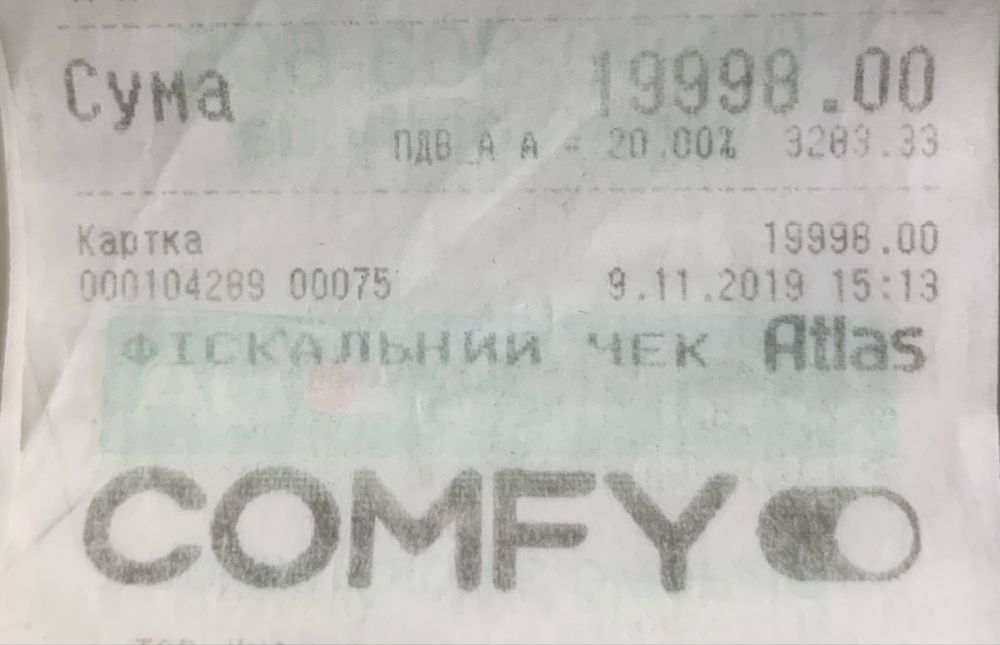 Сума 19998.00
ПДВ А А = 20.00% 3283.33
Картка 19998.00
000104289 00075 9.11.2019 15:13
ФІСКАЛЬНИЙ ЧЕК Atlas
COMFY